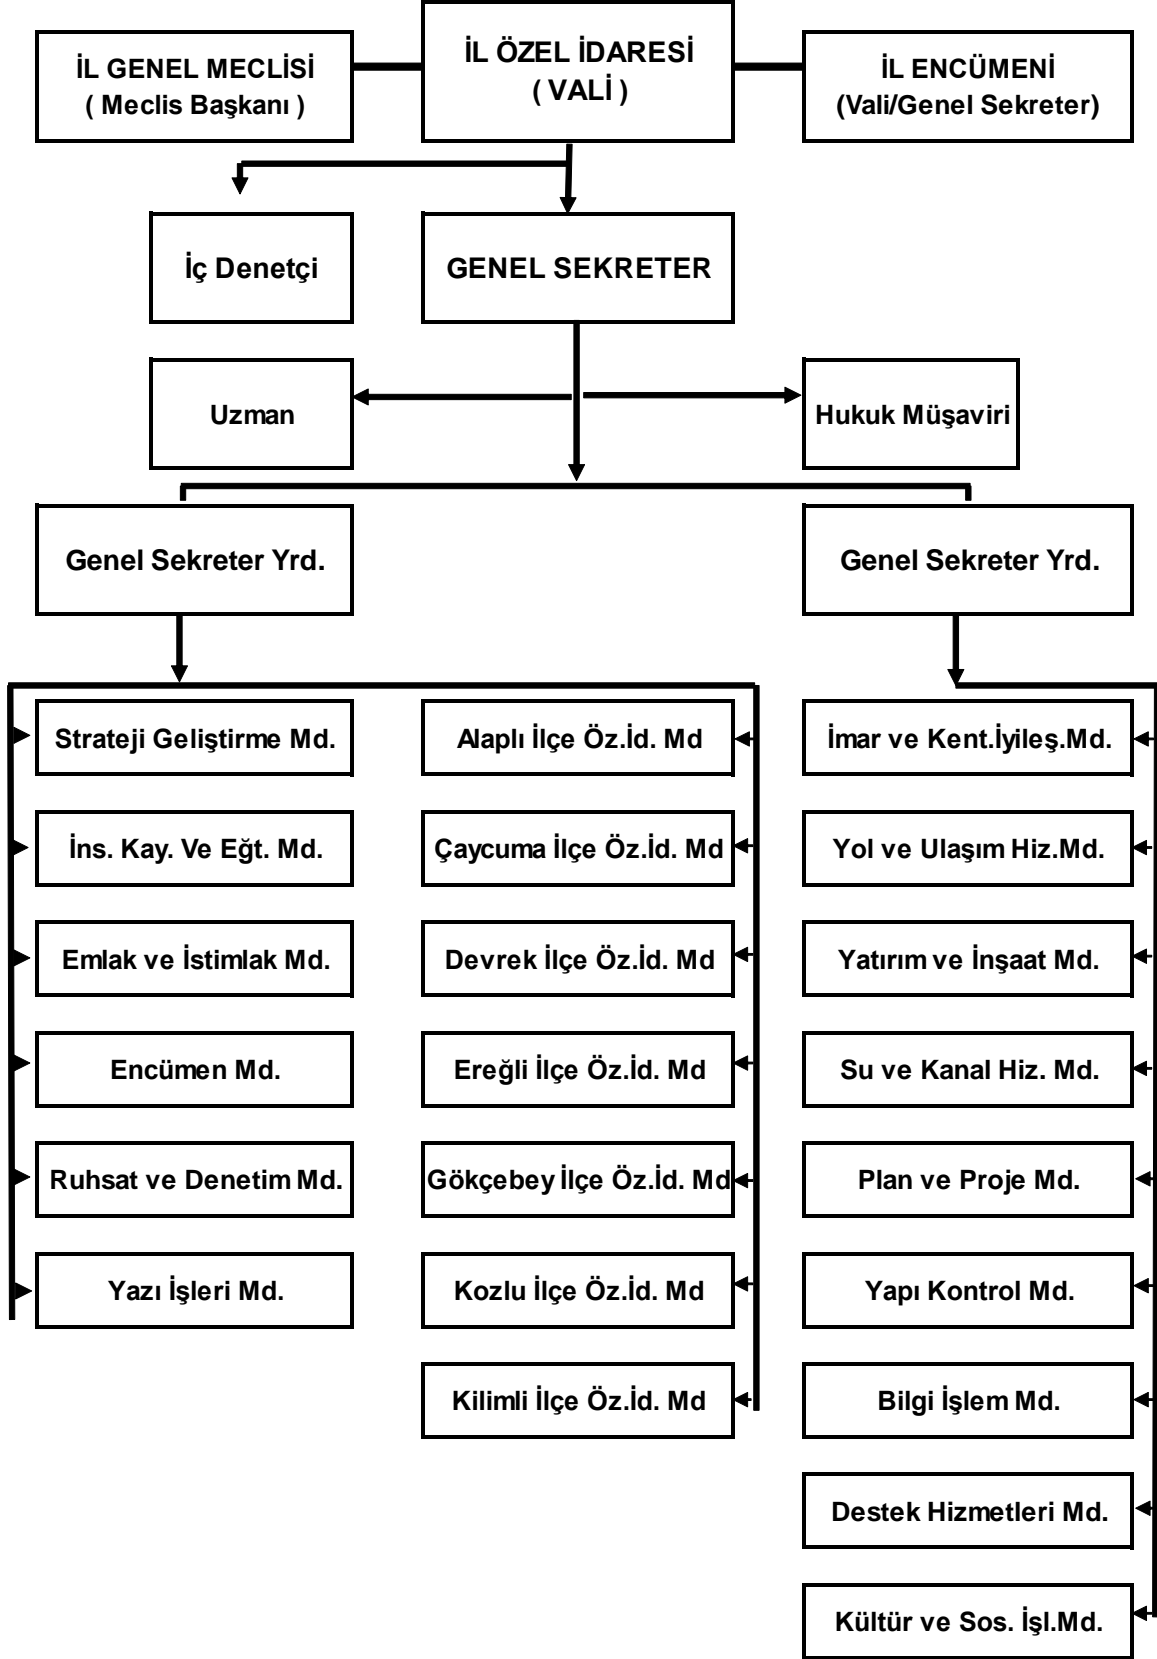 İL GENEL MECLİSİ
( Meclis Başkanı )
İL ÖZEL İDARESİ
( VALİ )
İL ENCÜMENİ
(Vali/Genel Sekreter)
İç Denetçi
GENEL SEKRETER
Uzman
Hukuk Müşaviri
Genel Sekreter Yrd.
Genel Sekreter Yrd.
Strateji Geliştirme Md.
Alaplı İlçe Öz.İd. Md
İmar ve Kent.İyileş.Md.
İns. Kay. Ve Eğt. Md.
Çaycuma İlçe Öz.İd. Md
Yol ve Ulaşım Hiz.Md.
Emlak ve İstimlak Md.
Devrek İlçe Öz.İd. Md
Yatırım ve İnşaat Md.
Encümen Md.
Ereğli İlçe Öz.İd. Md
Su ve Kanal Hiz. Md.
Ruhsat ve Denetim Md.
Gökçebey İlçe Öz.İd. Md
Plan ve Proje Md.
Yazı İşleri Md.
Kozlu İlçe Öz.İd. Md
Yapı Kontrol Md.
Kilimli İlçe Öz.İd. Md
Bilgi İşlem Md.
Destek Hizmetleri Md.
Kültür ve Sos. İşl.Md.